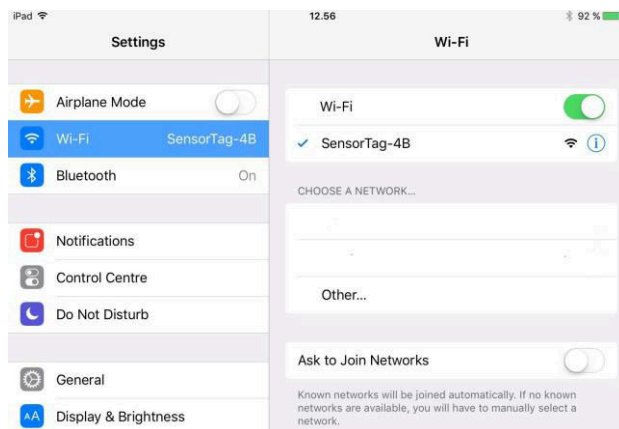 iPad
12.56
92 %
Settings
Wi-Fi
Airplane Mode
Wi-Fi SensorTag-4B
Bluetooth On
Notifications
Control Centre
Do Not Disturb
General
AA Display & Brightness
Wi-Fi
SensorTag-4B
CHOOSE A NETWORK...
Other...
Ask to Join Networks
Known networks will be joined automatically. If no known
networks are available, you will have to manually select a
network.